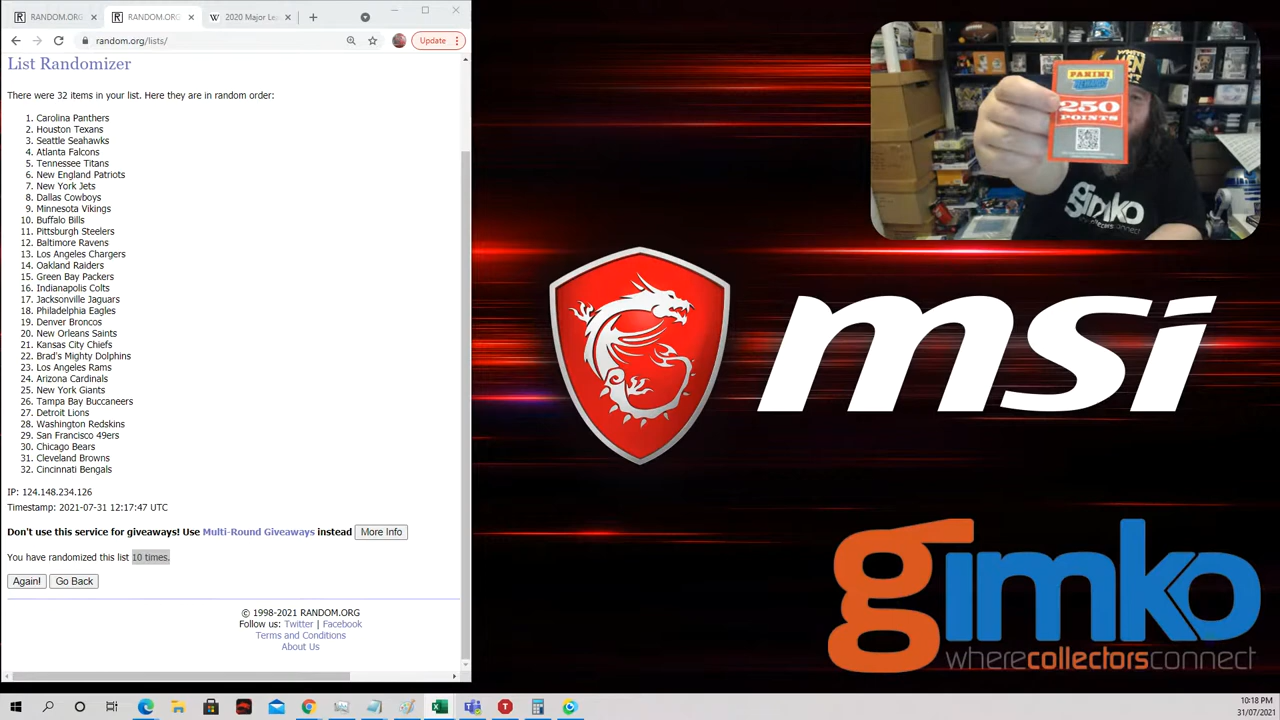 RANDOM.ORG
RANDOM.ORG
2020 Major Le
random.org/lists/
Update
List Randomizer
There were 32 items in your list. Here they are in random order:
1. Carolina Panthers
2. Houston Texans
3. Seattle Seahawks
4. Atlanta Falcons
5. Tennessee Titans
6. New England Patriots
7. New York Jets
8. Dallas Cowboys
9. Minnesota Vikings
10. Buffalo Bills
11. Pittsburgh Steelers
12. Baltimore Ravens
13. Los Angeles Chargers
14. Oakland Raiders
15. Green Bay Packers
16. Indianapolis Colts
17. Jacksonville Jaguars
18. Philadelphia Eagles
19. Denver Broncos
20. New Orleans Saints
21. Kansas City Chiefs
22. Brad's Mighty Dolphins
23. Los Angeles Rams
24. Arizona Cardinals
25. New York Giants
26. Tampa Bay Buccaneers
27. Detroit Lions
28. Washington Redskins
29. San Francisco 49ers
30. Chicago Bears
31. Cleveland Browns
32. Cincinnati Bengals
IP: 124.148.234.126
Timestamp: 2021-07-31 12:17:47 UTC
Don't use this service for giveaways! Use Multi-Round Giveaways instead More Info
You have randomized this list 10 times.
Again! Go Back
© 1998-2021 RANDOM.ORG
Follow us: Twitter | Facebook
Terms and Conditions
About Us
PANINI
250
POINTS
gimko
msi
gimko
wherecollectorsconnect
10:18 PM
31/07/2021